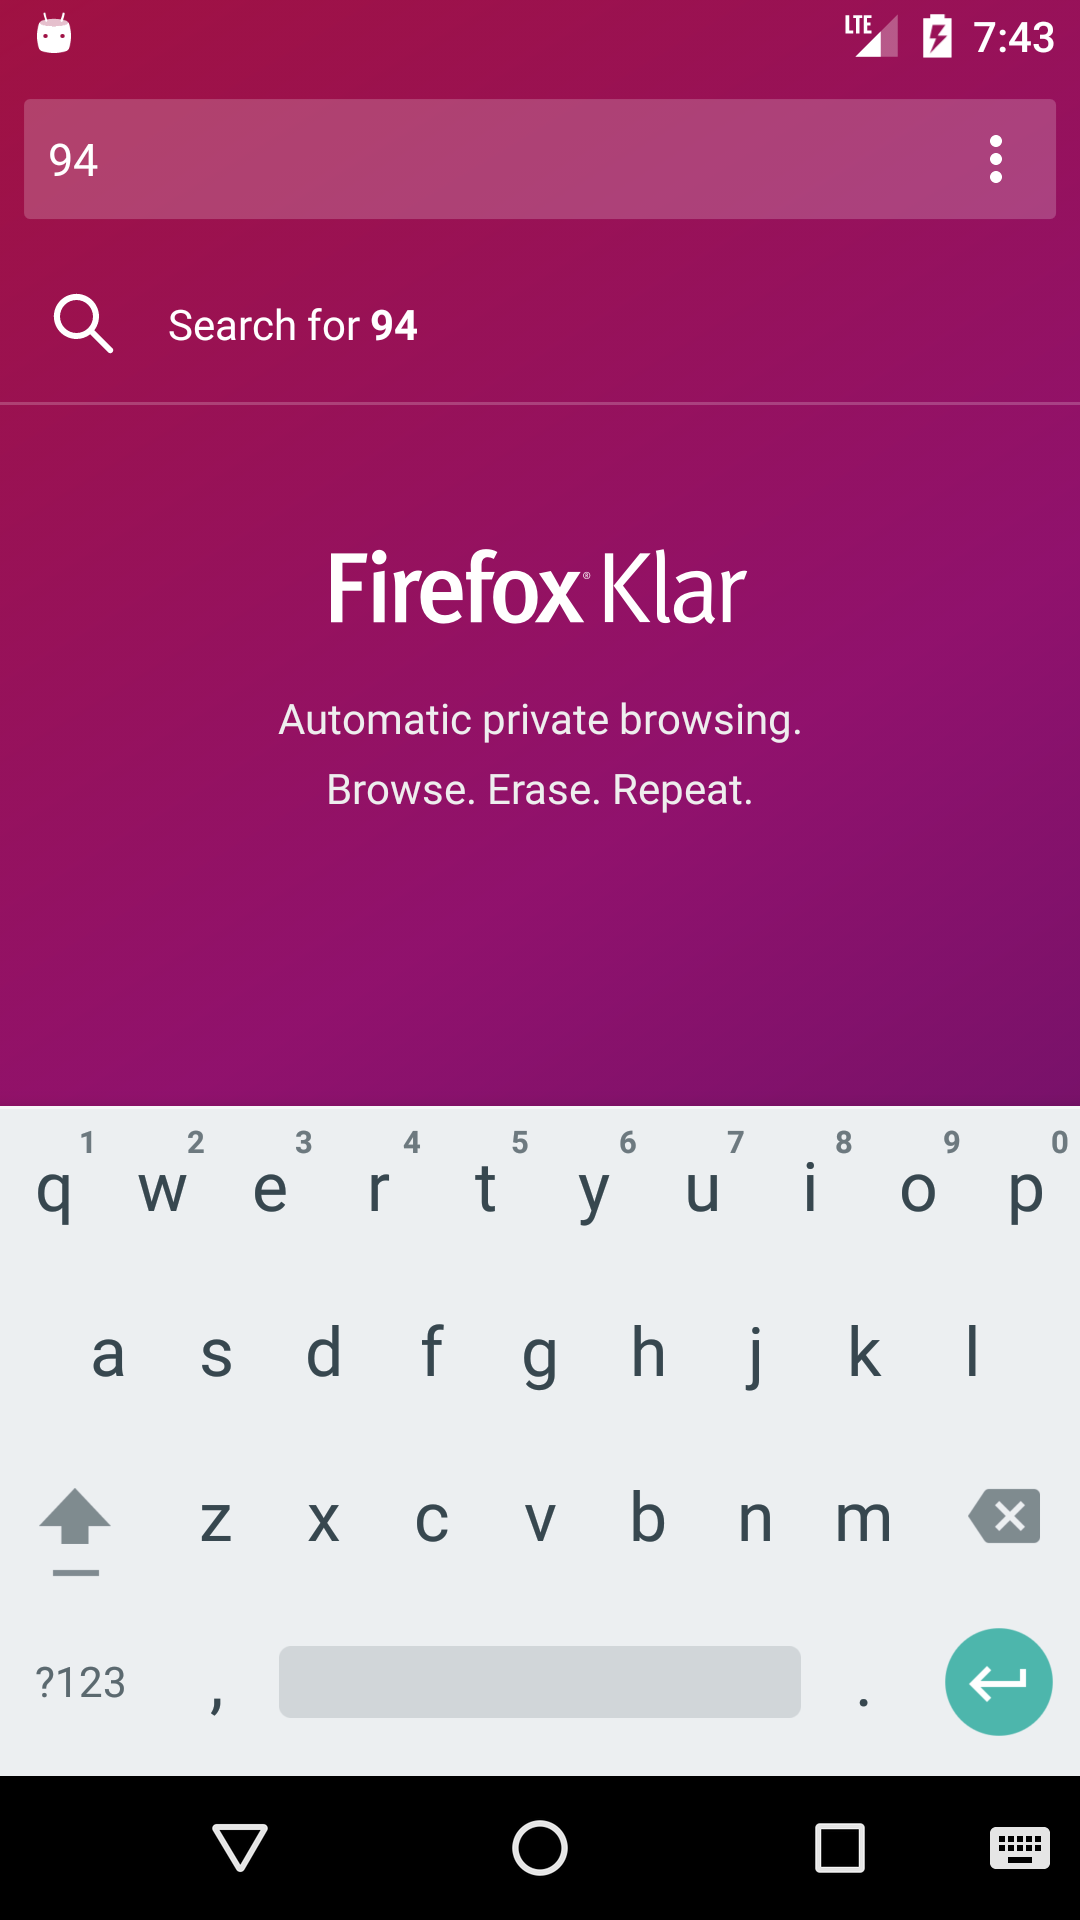 LTE 7:43
94
Search for 94
Firefox® Klar
Automatic private browsing.
Browse. Erase. Repeat.
1 2 3 4 5 6 7 8 9 0
q w e r t y u i o p
a s d f g h j k l
z x c v b n m
?123 , .